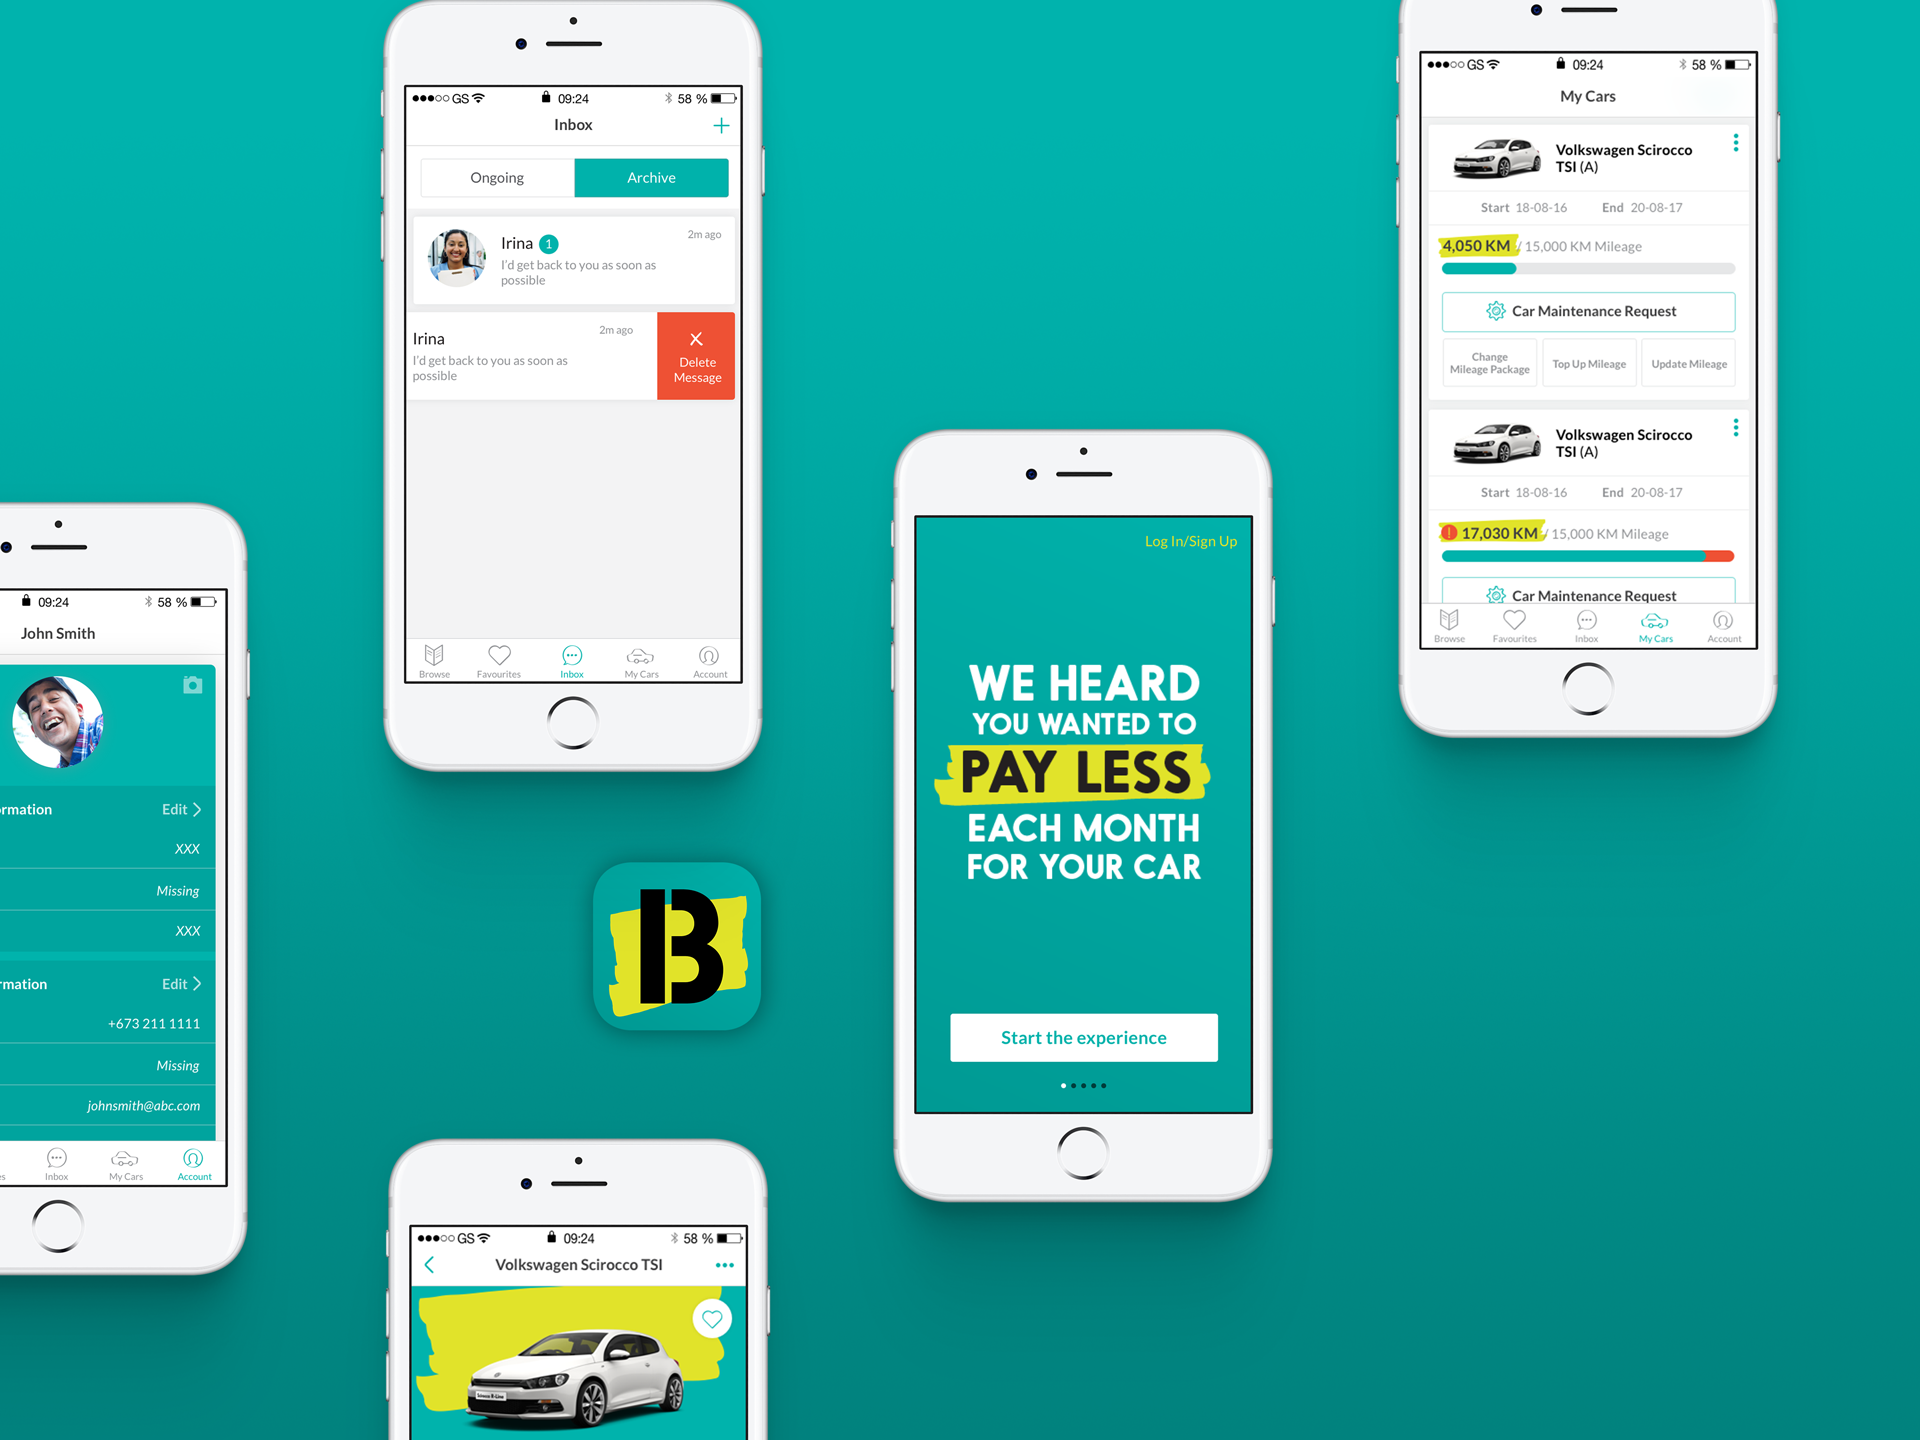 GS 09:24 58 %
Inbox
Ongoing Archive
Irina 1 2m ago
I'd get back to you as soon as
possible
Irina 2m ago
I'd get back to you as soon as
possible
Delete
Message
Browse Favourites Inbox My Cars Account
GS 09:24 58 %
My Cars
Volkswagen Scirocco
TSI (A)
Start 18-08-16 End 20-08-17
4,050 KM / 15,000 KM Mileage
Car Maintenance Request
Change
Mileage Package
Top Up Mileage
Update Mileage
Volkswagen Scirocco
TSI (A)
Start 18-08-16 End 20-08-17
! 17,030 KM / 15,000 KM Mileage
Car Maintenance Request
Browse Favourites Inbox My Cars Account
09:24 58 %
John Smith
rmation Edit
XXX
Missing
XXX
rmation Edit
+673 211 1111
Missing
johnsmith@abc.com
es Inbox My Cars Account
Log In/Sign Up
WE HEARD
YOU WANTED TO
PAY LESS
EACH MONTH
FOR YOUR CAR
Start the experience
B
GS 09:24 58 %
Volkswagen Scirocco TSI
Scirocco R-Line